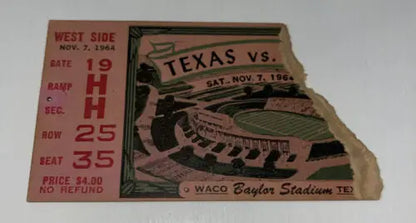 WEST SIDE
NOV. 7, 1964
GATE 19
RAMP H
SEC. H
ROW 25
SEAT 35
PRICE $4.00
NO REFUND
TEXAS VS.
SAT., NOV. 7, 1964
WACO Baylor Stadium TEX